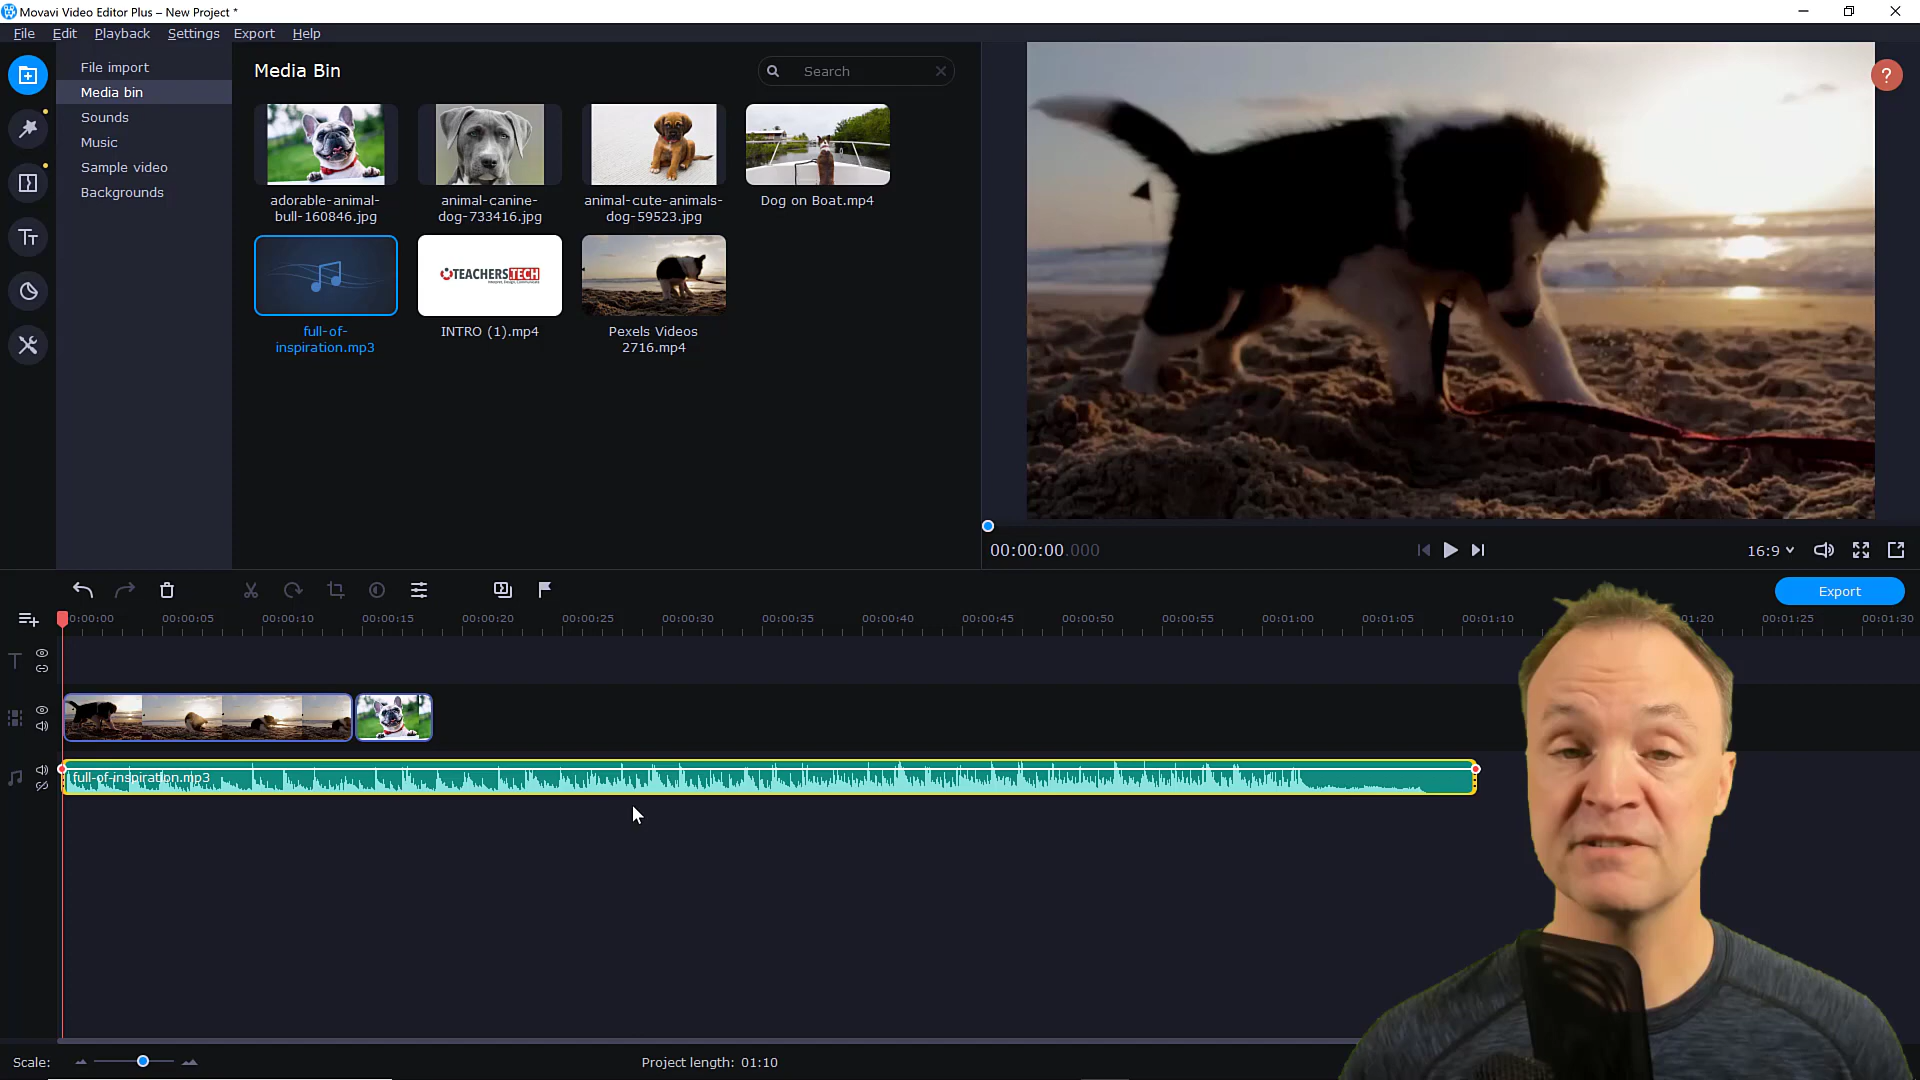 Movavi Video Editor Plus – New Project *
File Edit Playback Settings Export Help
File import
Media bin
Sounds
Music
Sample video
Backgrounds
Media Bin
Search
adorable-animal-
bull-160846.jpg
animal-canine-
dog-733416.jpg
animal-cute-animals-
dog-59523.jpg
Dog on Boat.mp4
full-of-
inspiration.mp3
TEACHERS TECH
INTRO (1).mp4
Pexels Videos
2716.mp4
?
00:00:00.000
16:9
Export
0:00:00 00:00:05 00:00:10 00:00:15 00:00:20 00:00:25 00:00:30 00:00:35 00:00:40 00:00:45 00:00:50 00:00:55 00:01:00 00:01:05 00:01:10 :01:20 00:01:25 00:01:30
full-of-inspiration.mp3
Scale:
Project length: 01:10